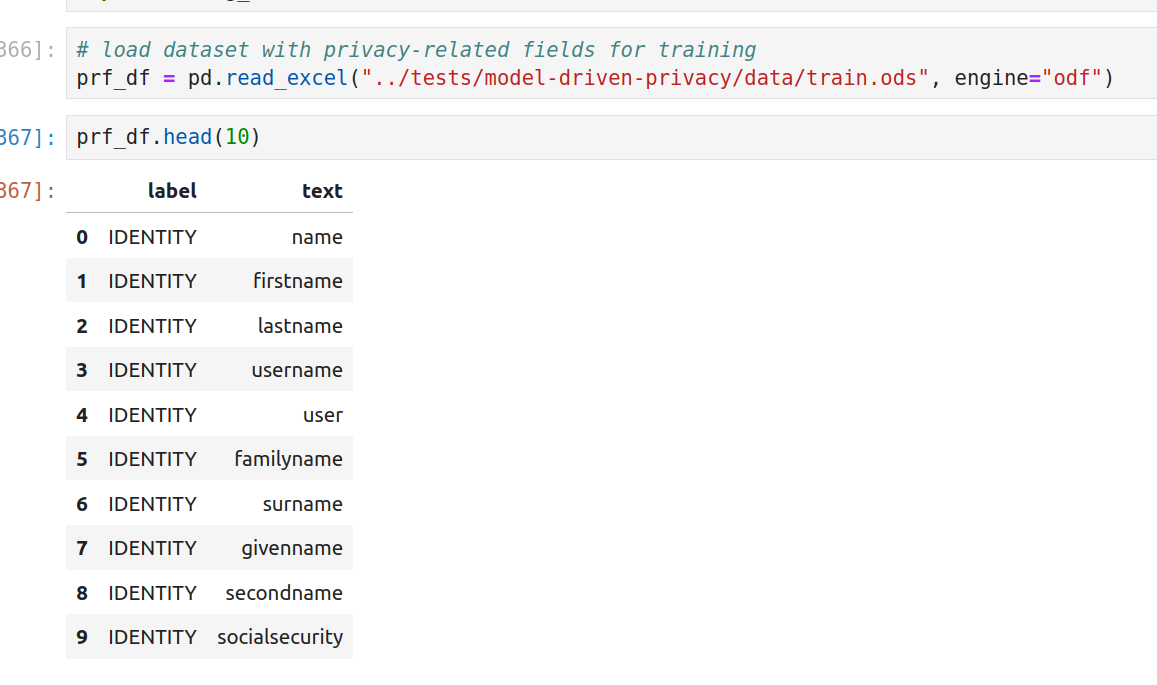 366]:
# load dataset with privacy-related fields for training
prf_df = pd.read_excel("../tests/model-driven-privacy/data/train.ods", engine="odf")
367]:
prf_df.head(10)
367]:
label text
0 IDENTITY name
1 IDENTITY firstname
2 IDENTITY lastname
3 IDENTITY username
4 IDENTITY user
5 IDENTITY familyname
6 IDENTITY surname
7 IDENTITY givenname
8 IDENTITY secondname
9 IDENTITY socialsecurity